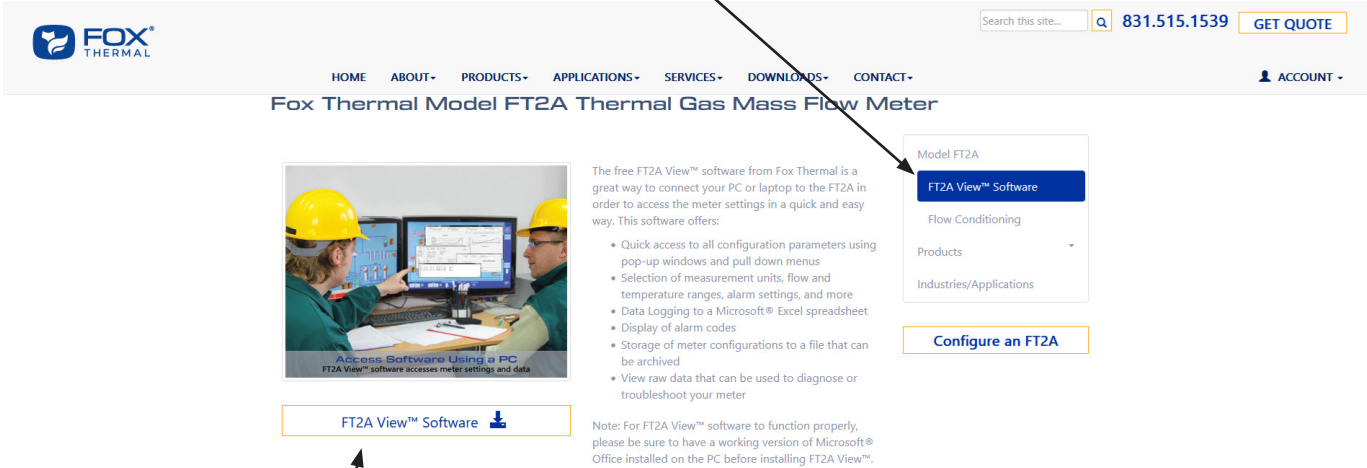 FOX®
THERMAL
Search this site...
831.515.1539
GET QUOTE
HOME ABOUT PRODUCTS APPLICATIONS SERVICES DOWNLOADS CONTACT
ACCOUNT
Fox Thermal Model FT2A Thermal Gas Mass Flow Meter
Access Software Using a PC
FT2A View™ software accesses meter settings and data
FT2A View™ Software
The free FT2A View™ software from Fox Thermal is a
great way to connect your PC or laptop to the FT2A in
order to access the meter settings in a quick and easy
way. This software offers:
• Quick access to all configuration parameters using
pop-up windows and pull down menus
• Selection of measurement units, flow and
temperature ranges, alarm settings, and more
• Data Logging to a Microsoft® Excel spreadsheet
• Display of alarm codes
• Storage of meter configurations to a file that can
be archived
• View raw data that can be used to diagnose or
troubleshoot your meter
Note: For FT2A View™ software to function properly,
please be sure to have a working version of Microsoft®
Office installed on the PC before installing FT2A View™.
Model FT2A
FT2A View™ Software
Flow Conditioning
Products
Industries/Applications
Configure an FT2A